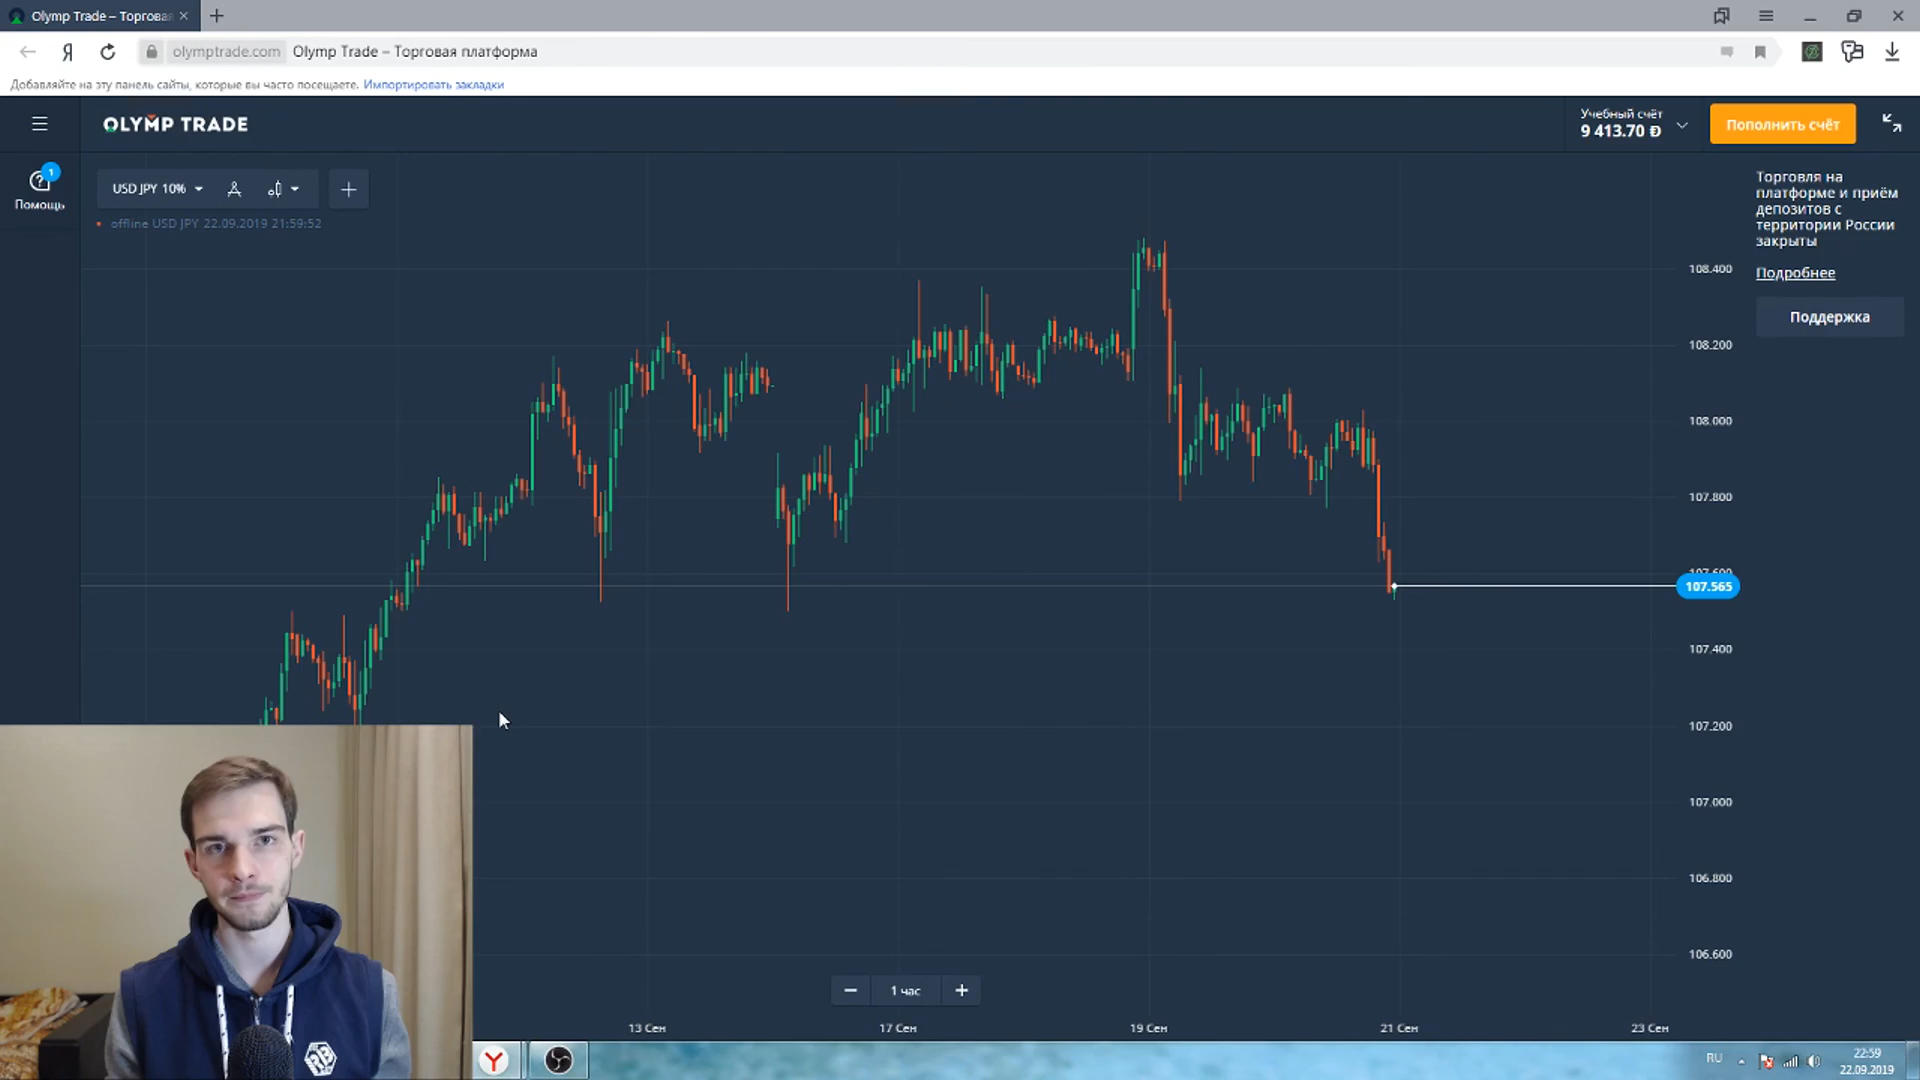 Olymp Trade – Торговая
Я
olymptrade.com Olymp Trade – Торговая платформа
Добавляйте на эту панель сайты, которые вы часто посещаете. Импортировать закладки
OLYMP TRADE
Учебный счёт
9 413.70 Đ
Пополнить счёт
1
Помощь
USD JPY 10%
offline USD JPY 22.09.2019 21:59:52
Торговля на
платформе и приём
депозитов с
территории России
закрыты
Подробнее
Поддержка
108.400
108.200
108.000
107.800
107.600
107.565
107.400
107.200
107.000
106.800
106.600
1 час
13 Сен
17 Сен
19 Сен
21 Сен
23 Сен
Y
RU
22:59
22.09.2019